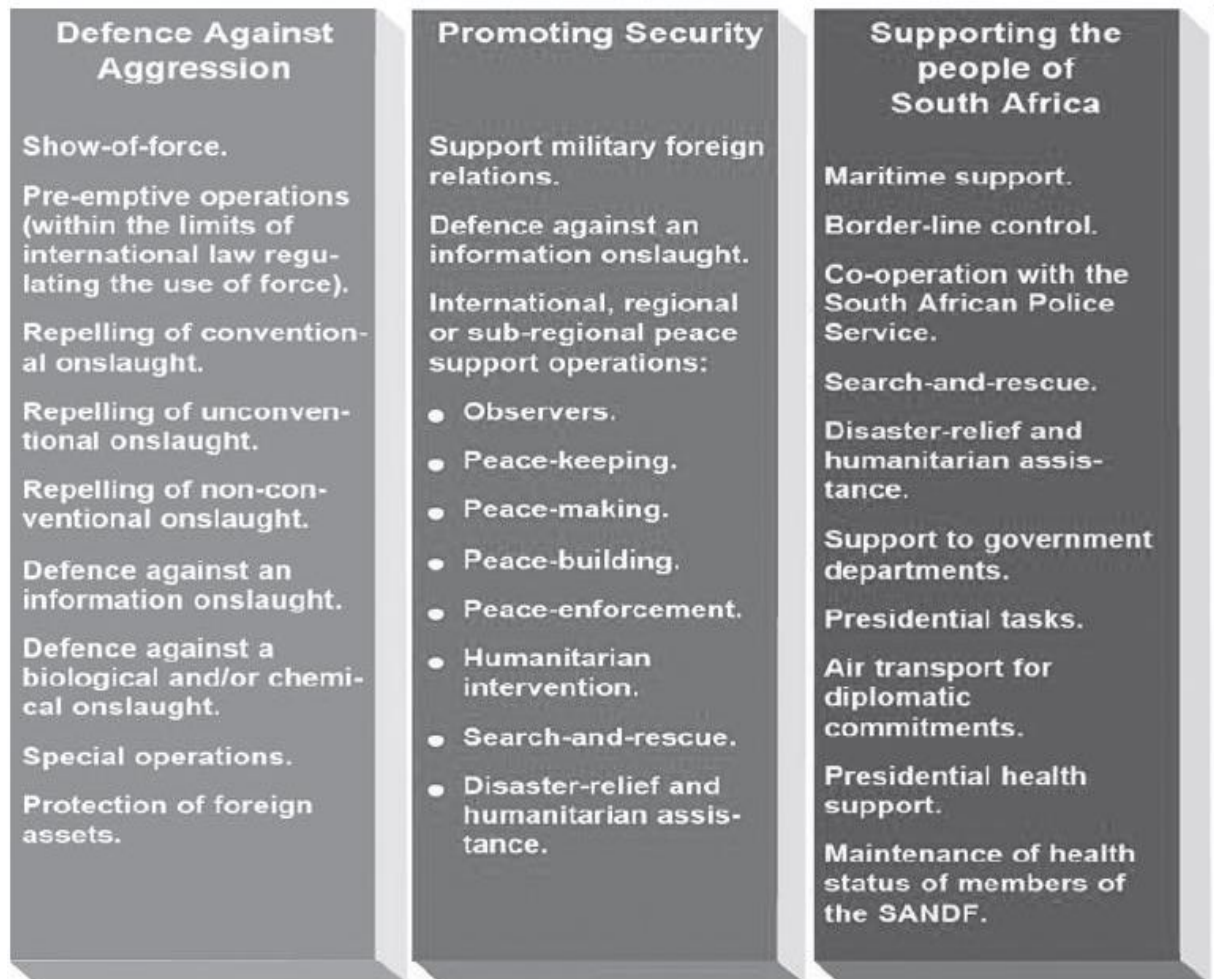 Defence Against
Aggression
Show-of-force.
Pre-emptive operations
(within the limits of
international law regu-
lating the use of force).
Repelling of convention-
al onslaught.
Repelling of unconven-
tional onslaught.
Repelling of non-con-
ventional onslaught.
Defence against an
information onslaught.
Defence against a
biological and/or chemi-
cal onslaught.
Special operations.
Protection of foreign
assets.
Promoting Security
Support military foreign
relations.
Defence against an
information onslaught.
International, regional
or sub-regional peace
support operations:
● Observers.
● Peace-keeping.
● Peace-making.
● Peace-building.
● Peace-enforcement.
● Humanitarian
intervention.
● Search-and-rescue.
● Disaster-relief and
humanitarian assis-
tance.
Supporting the
people of
South Africa
Maritime support.
Border-line control.
Co-operation with the
South African Police
Service.
Search-and-rescue.
Disaster-relief and
humanitarian assis-
tance.
Support to government
departments.
Presidential tasks.
Air transport for
diplomatic
commitments.
Presidential health
support.
Maintenance of health
status of members of
the SANDF.